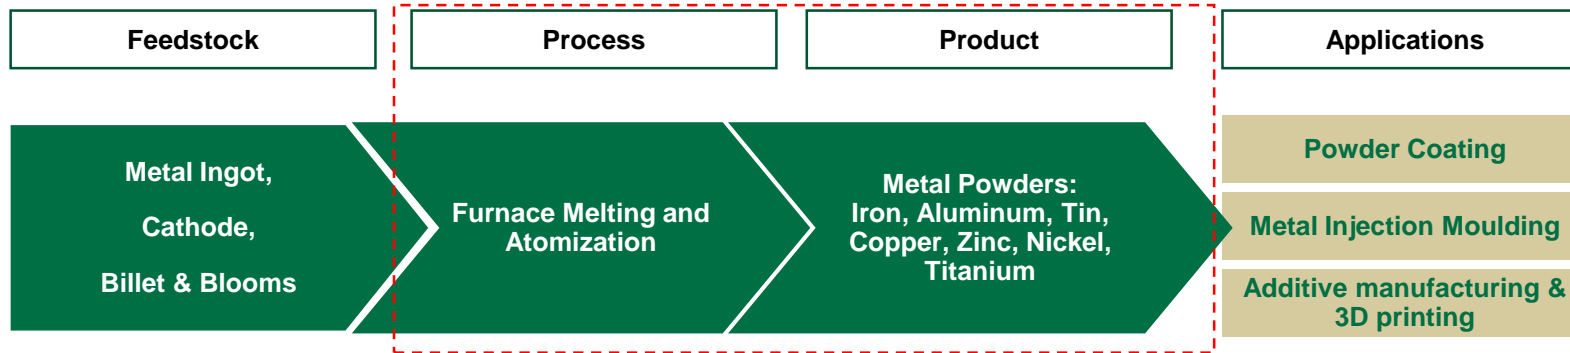 Feedstock
Process
Product
Applications
Metal Ingot,
Cathode,
Billet & Blooms
Furnace Melting and
Atomization
Metal Powders:
Iron, Aluminum, Tin,
Copper, Zinc, Nickel,
Titanium
Powder Coating
Metal Injection Moulding
Additive manufacturing &
3D printing